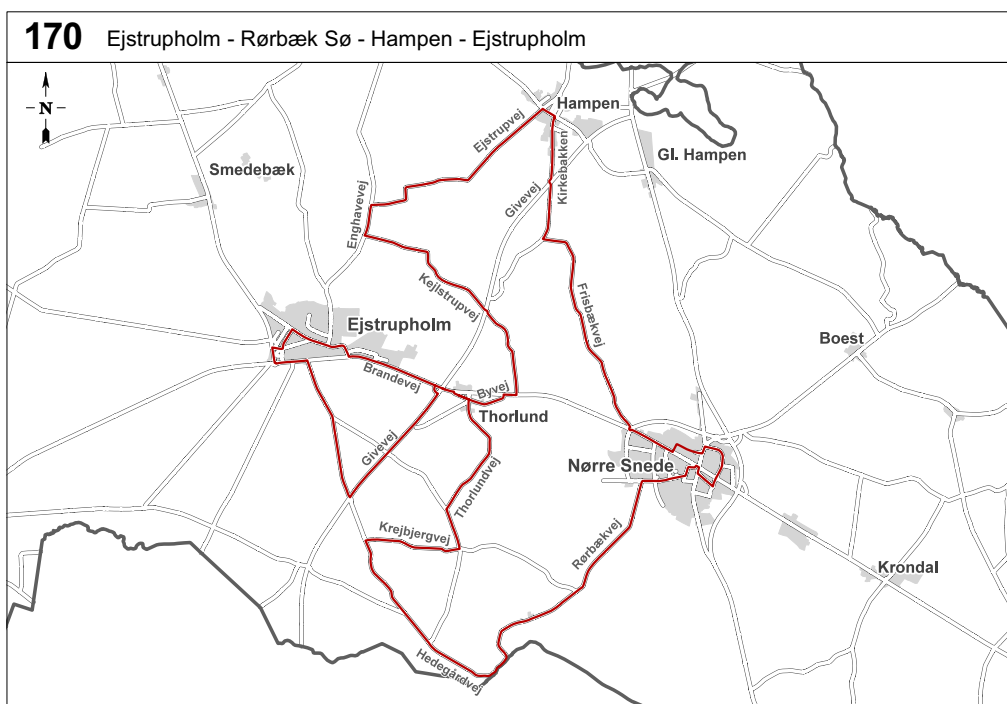 170 Ejstrupholm - Rørbæk Sø - Hampen - Ejstrupholm
N
Hampen
Ejstrupvej
Kirkebakken
Gl. Hampen
Smedebæk
Givevej
Enghavevej
Kejlstrupvej
Frisbækvej
Ejstrupholm
Boest
Brandevej
Byvej
Thorlund
Givevej
Nørre Snede
Thorlundvej
Krejbjergvej
Rørbækvej
Krondal
Hedegårdvej